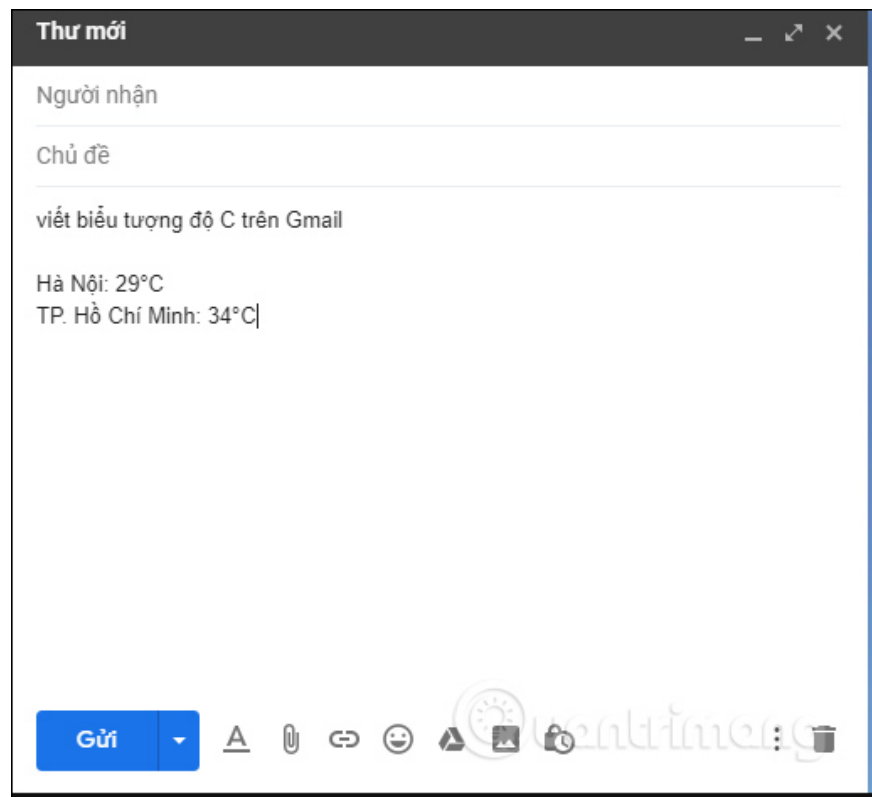 Thư mới
Người nhận
Chủ đề
viết biểu tượng độ C trên Gmail
Hà Nội: 29°C
TP. Hồ Chí Minh: 34°C
Gửi
Quantrimang